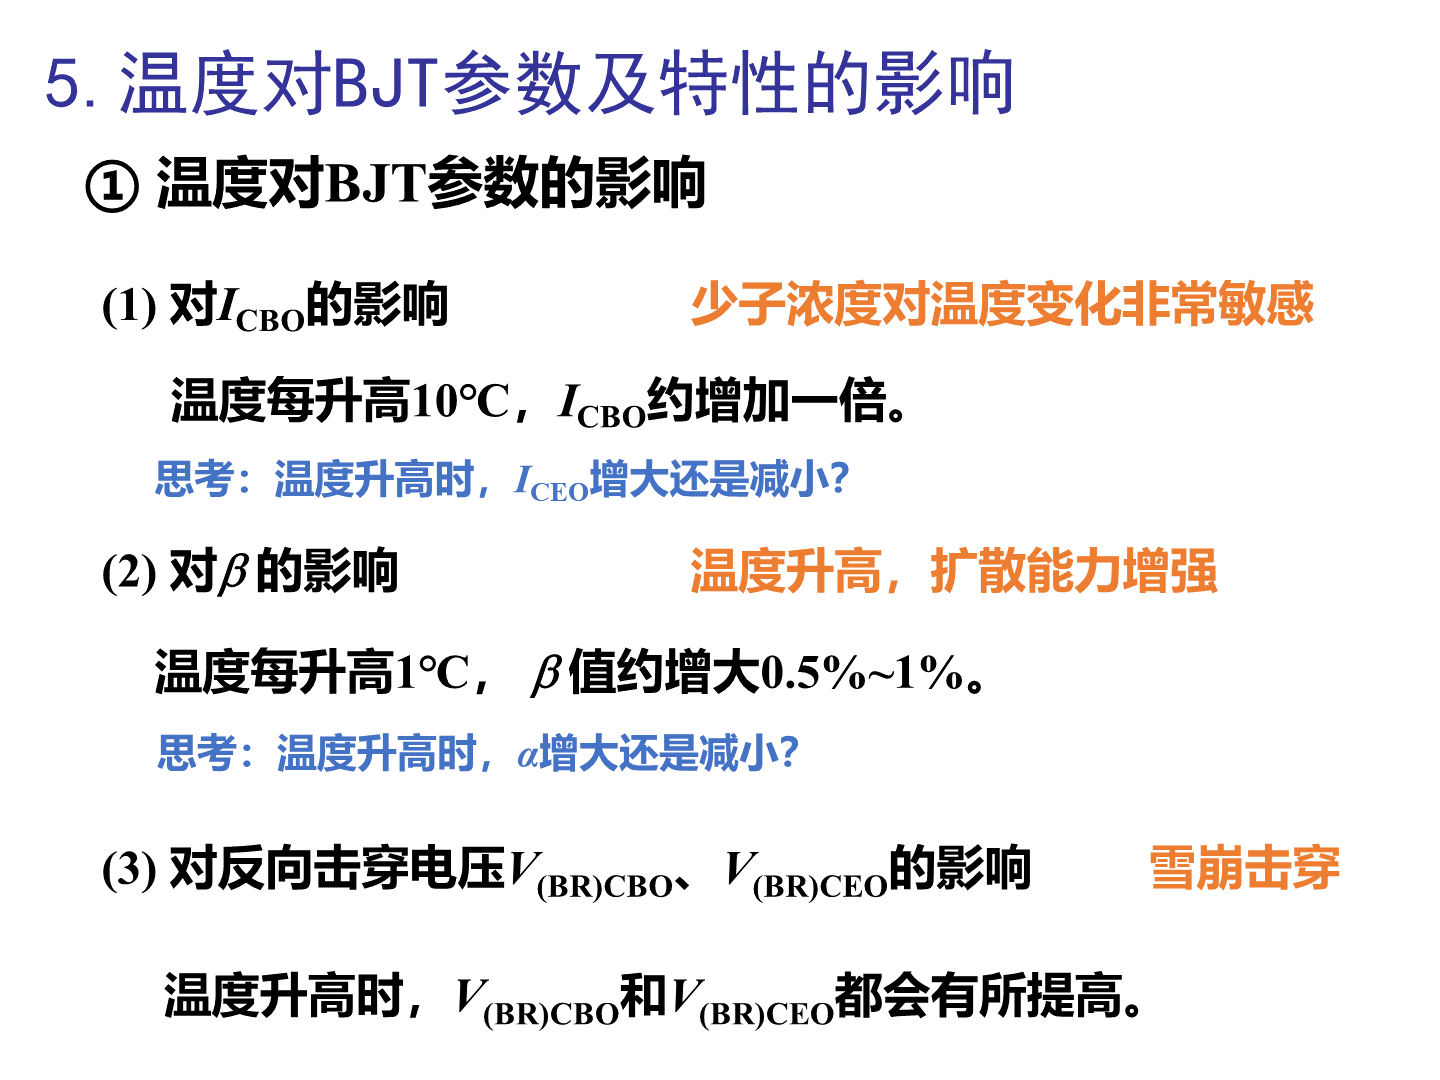 5. 温度对BJT参数及特性的影响
① 温度对BJT参数的影响
(1) 对ICBO的影响 少子浓度对温度变化非常敏感
温度每升高10℃，ICBO约增加一倍。
思考：温度升高时，ICEO增大还是减小？
(2) 对β 的影响 温度升高，扩散能力增强
温度每升高1℃， β 值约增大0.5%~1%。
思考：温度升高时，α增大还是减小？
(3) 对反向击穿电压V(BR)CBO、V(BR)CEO的影响 雪崩击穿
温度升高时，V(BR)CBO和V(BR)CEO都会有所提高。